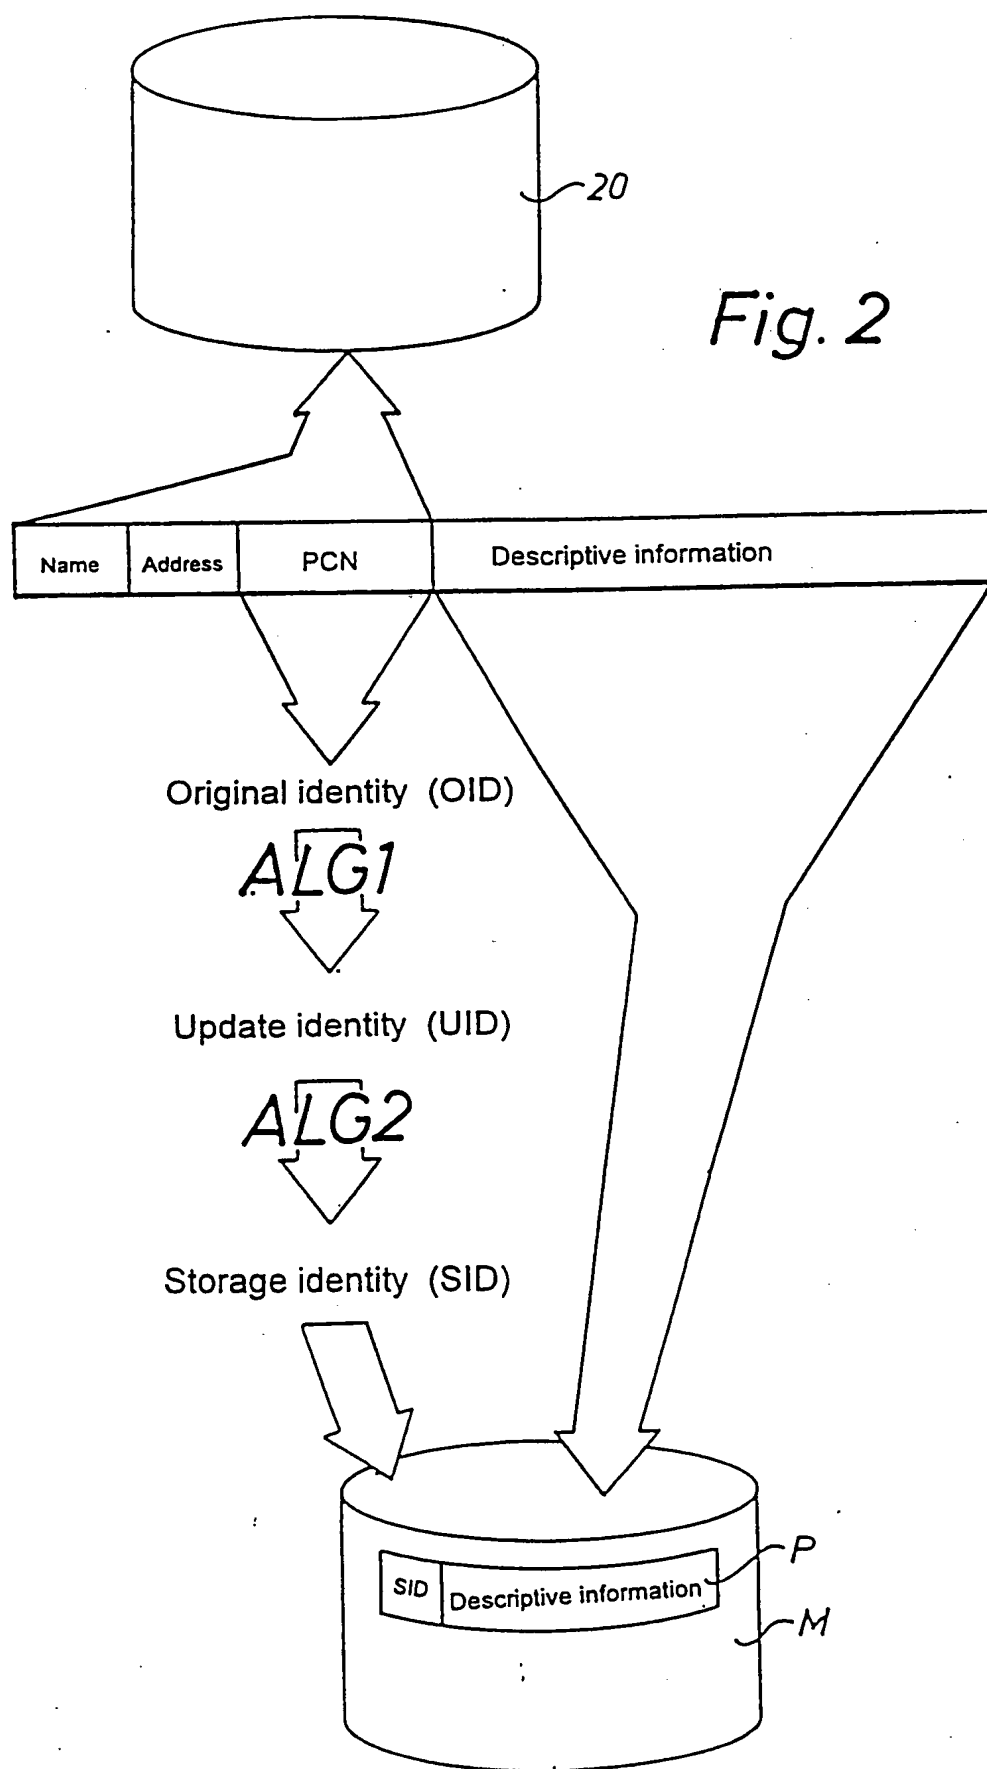 20
Fig. 2
Name Address PCN Descriptive information
Original identity (OID)
ALG1
Update identity (UID)
ALG2
Storage identity (SID)
P
SID Descriptive information
M